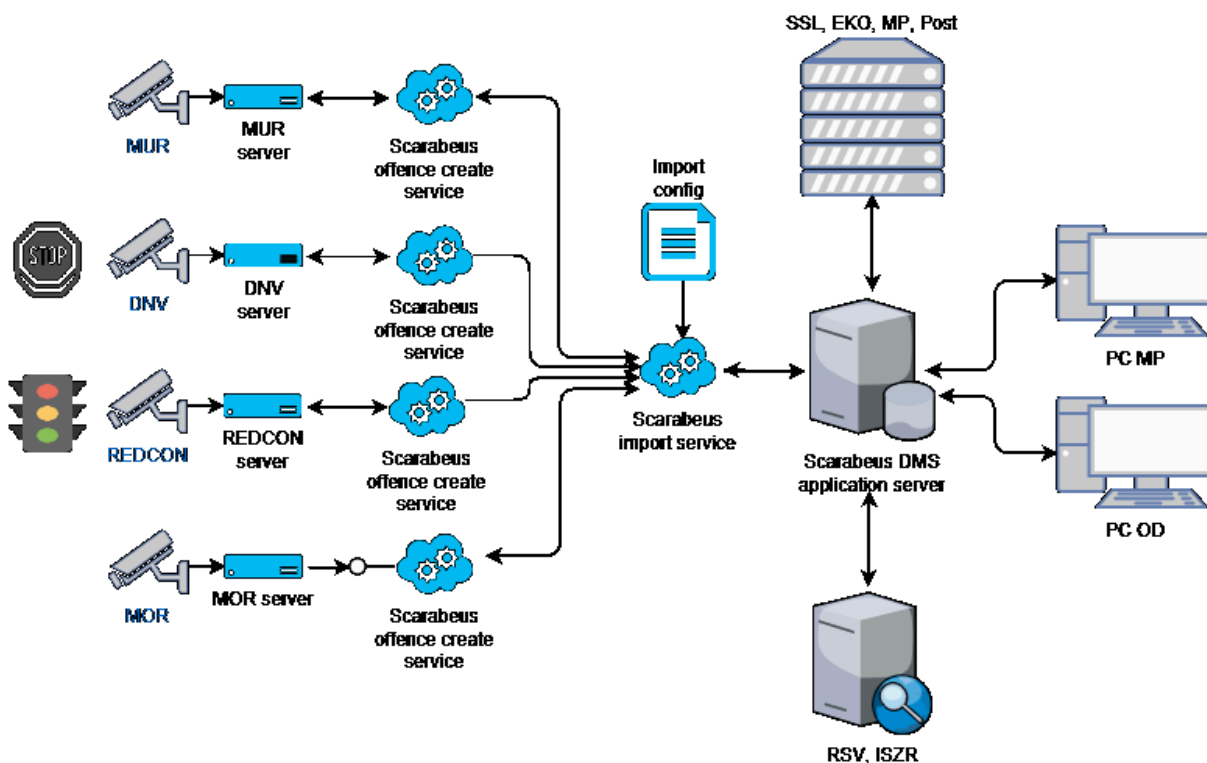 SSL, EKO, MP, Post
MUR
MUR
server
Scarabeus
offence create
service
Import
config
STOP
DNV
DNV
server
Scarabeus
offence create
service
PC MP
REDCON
REDCON
server
Scarabeus
offence create
service
Scarabeus
import service
Scarabeus DMS
application server
PC OD
MOR
MOR server
Scarabeus
offence create
service
RSV, ISZR